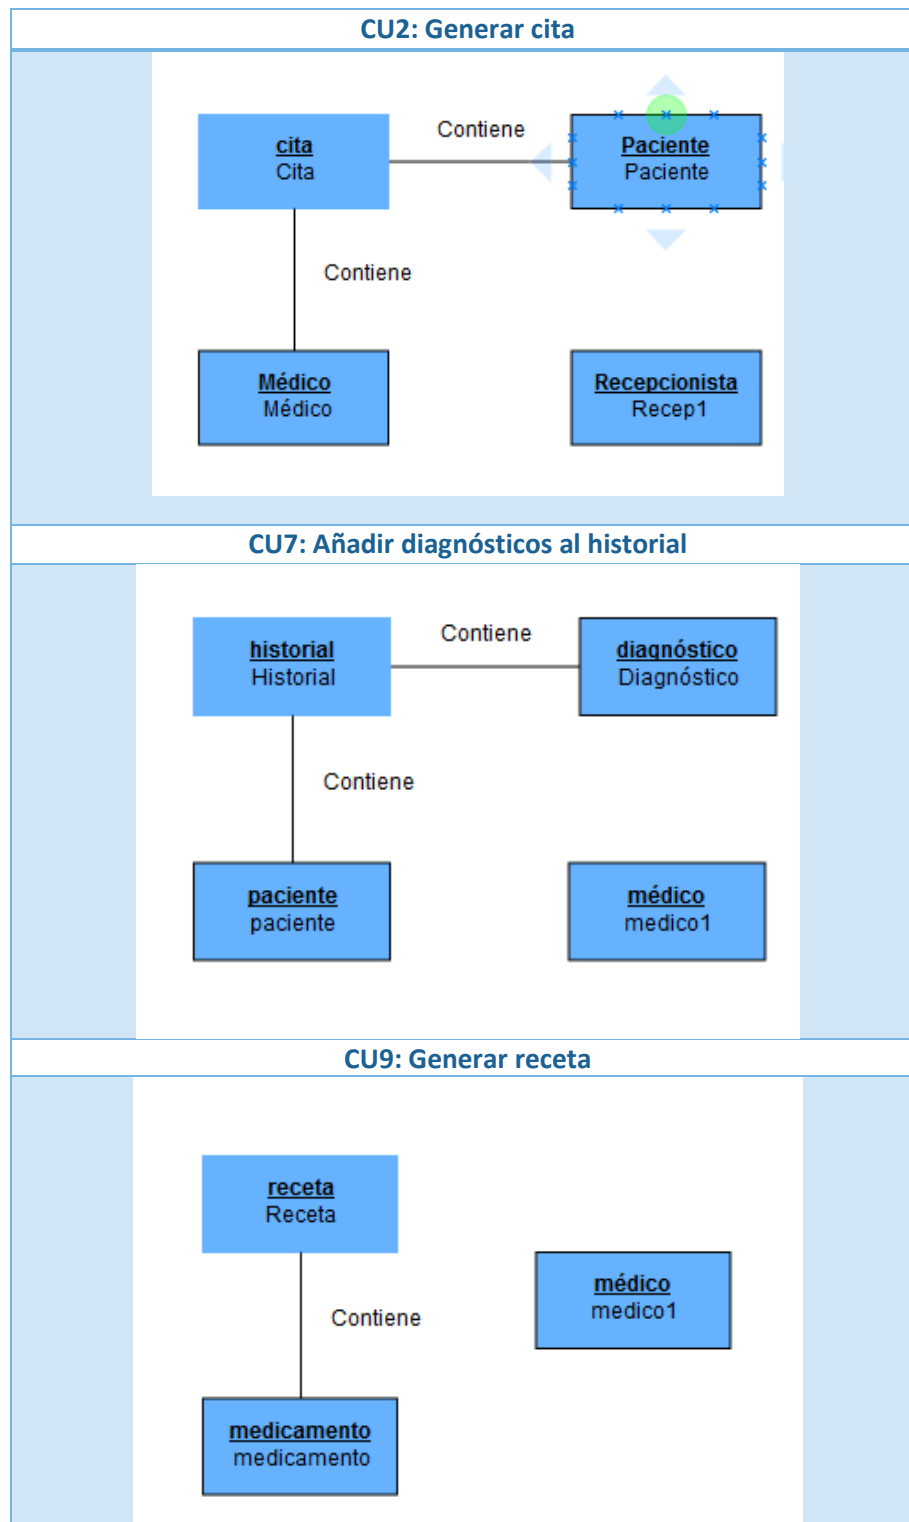 CU2: Generar cita
cita
Cita
Contiene
Paciente
Paciente
Contiene
Médico
Médico
Recepcionista
Recep1
CU7: Añadir diagnósticos al historial
historial
Historial
Contiene
diagnóstico
Diagnóstico
Contiene
paciente
paciente
médico
medico1
CU9: Generar receta
receta
Receta
médico
medico1
Contiene
medicamento
medicamento